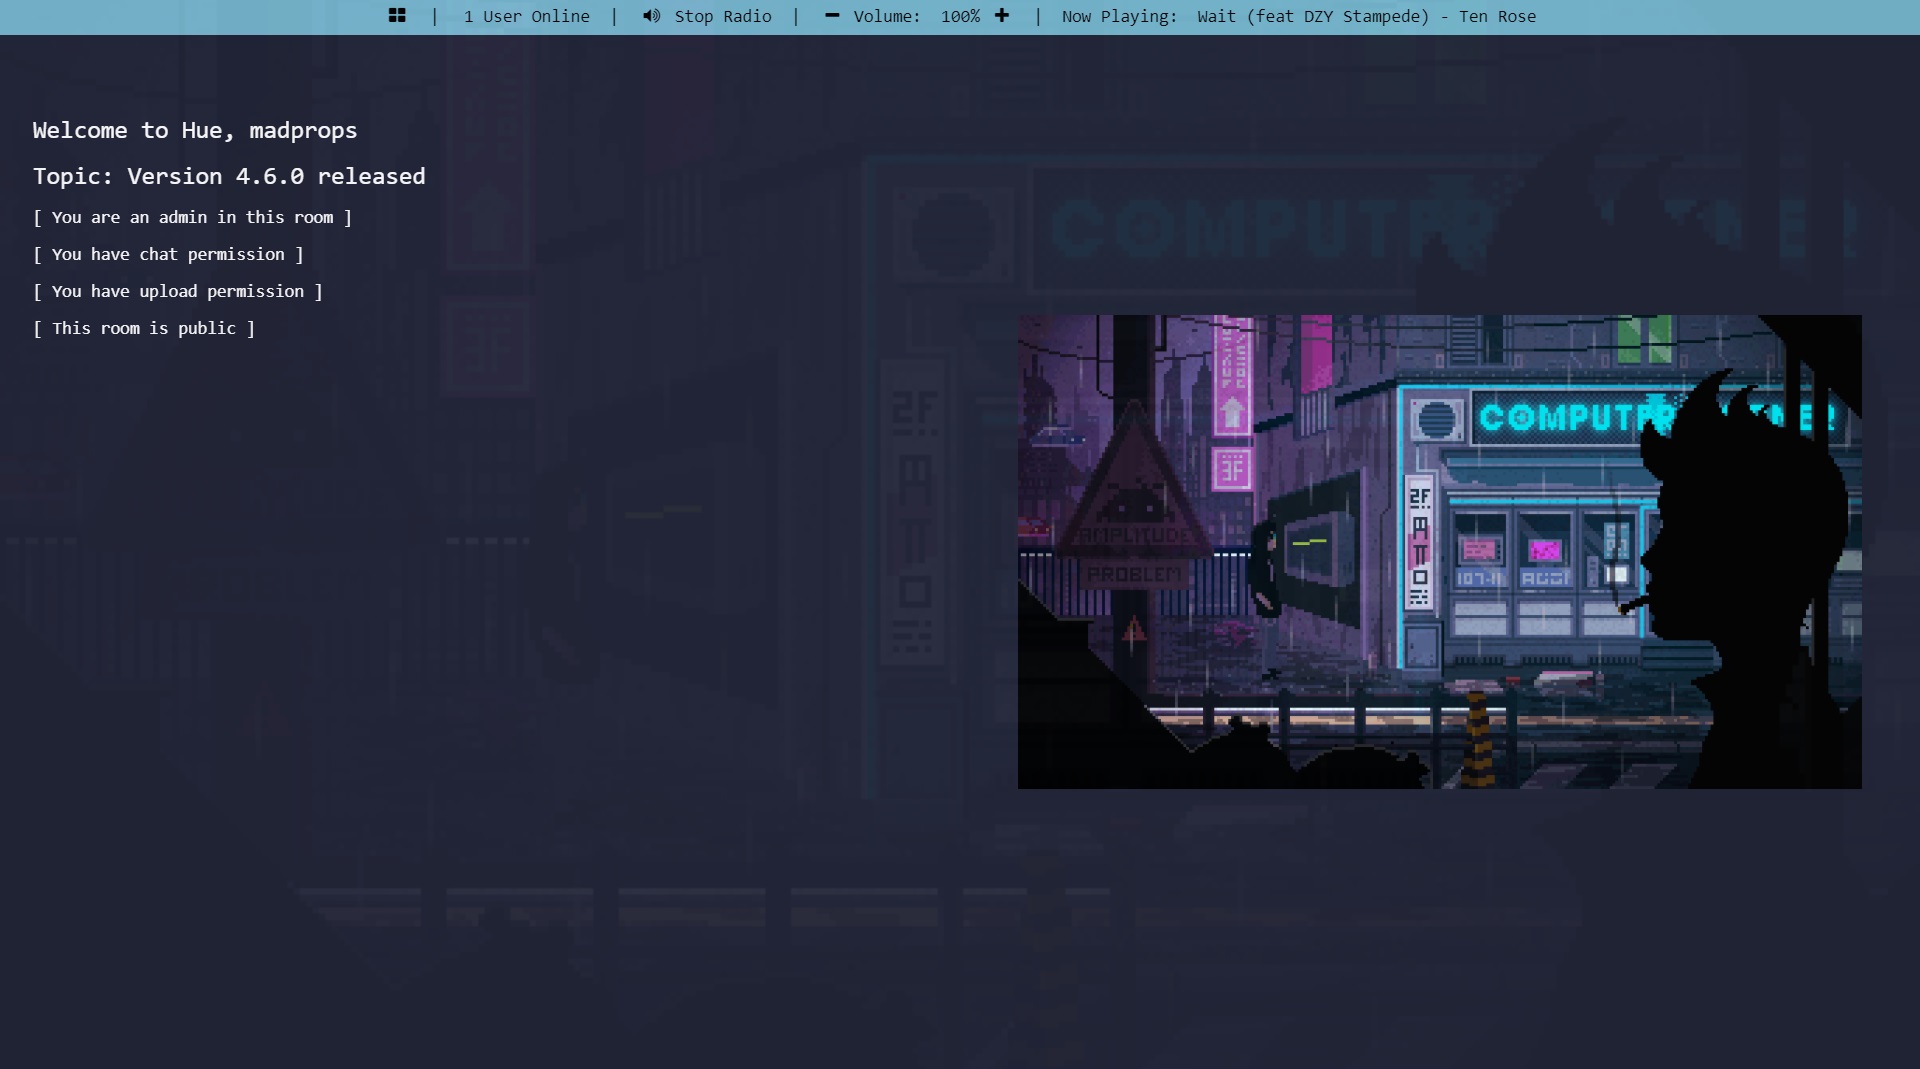 | 1 User Online | Stop Radio | Volume: 100% | Now Playing: Wait (feat DZY Stampede) - Ten Rose
Welcome to Hue, madprops
Topic: Version 4.6.0 released
[ You are an admin in this room ]
[ You have chat permission ]
[ You have upload permission ]
[ This room is public ]
3F
2F
AMPLITUDE
PROBLEM